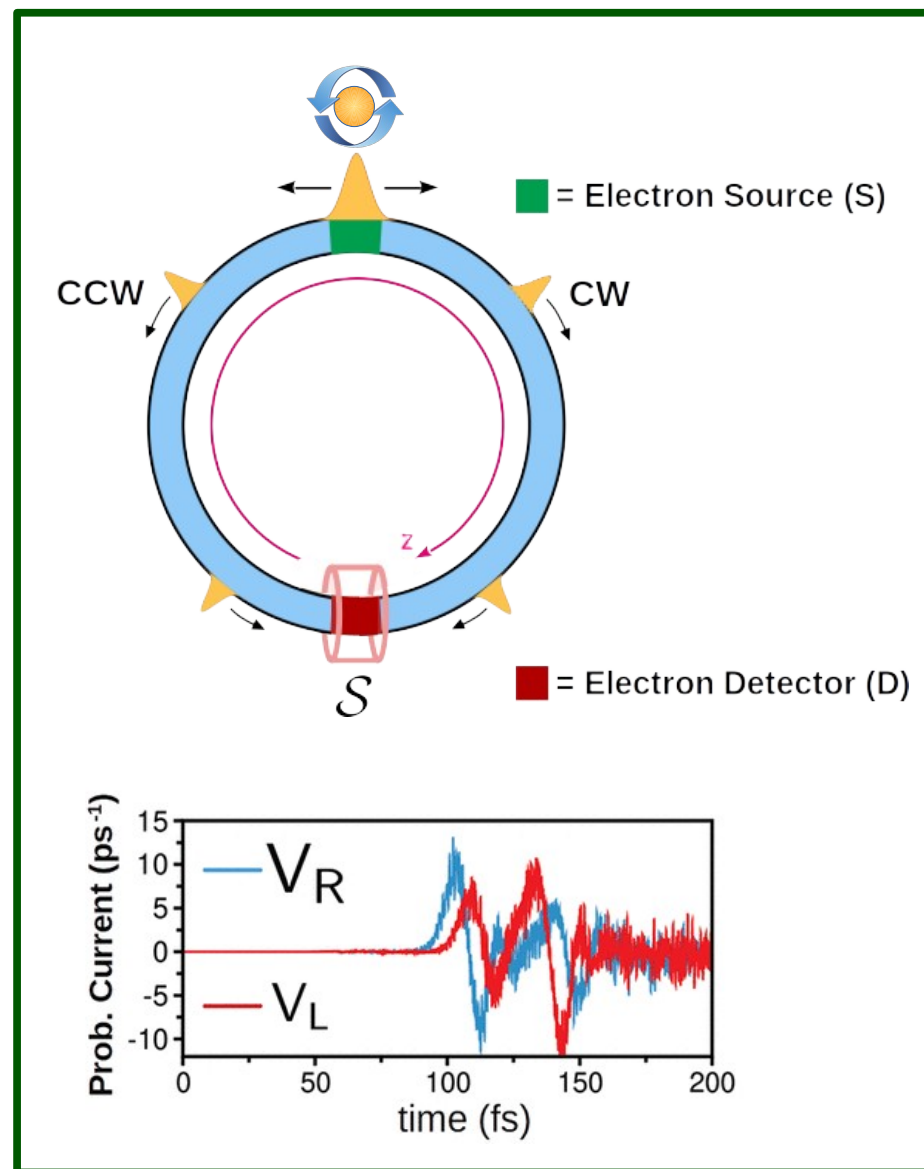 = Electron Source (S)
CCW
CW
z
S
= Electron Detector (D)
Prob. Current (ps⁻¹)
15
10
5
0
-5
-10
V_R
V_L
0 50 100 150 200
time (fs)